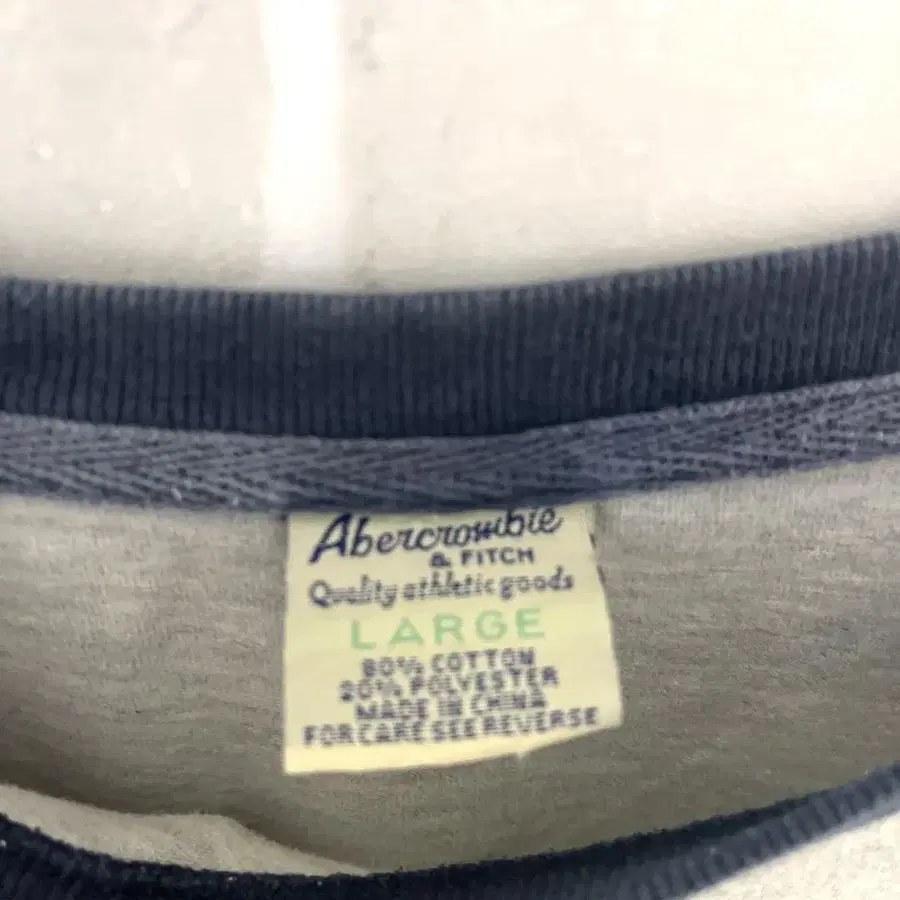 Abercrombie
& FITCH
Quality athletic goods
LARGE
80% COTTON
20% POLYESTER
MADE IN CHINA
FOR CARE SEE REVERSE